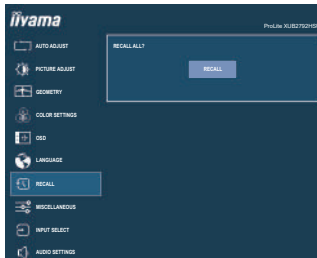 iiyama
ProLite XUB2792HS
AUTO ADJUST
RECALL ALL?
PICTURE ADJUST
RECALL
GEOMETRY
COLOR SETTINGS
OSD
LANGUAGE
RECALL
MISCELLANEOUS
INPUT SELECT
AUDIO SETTINGS